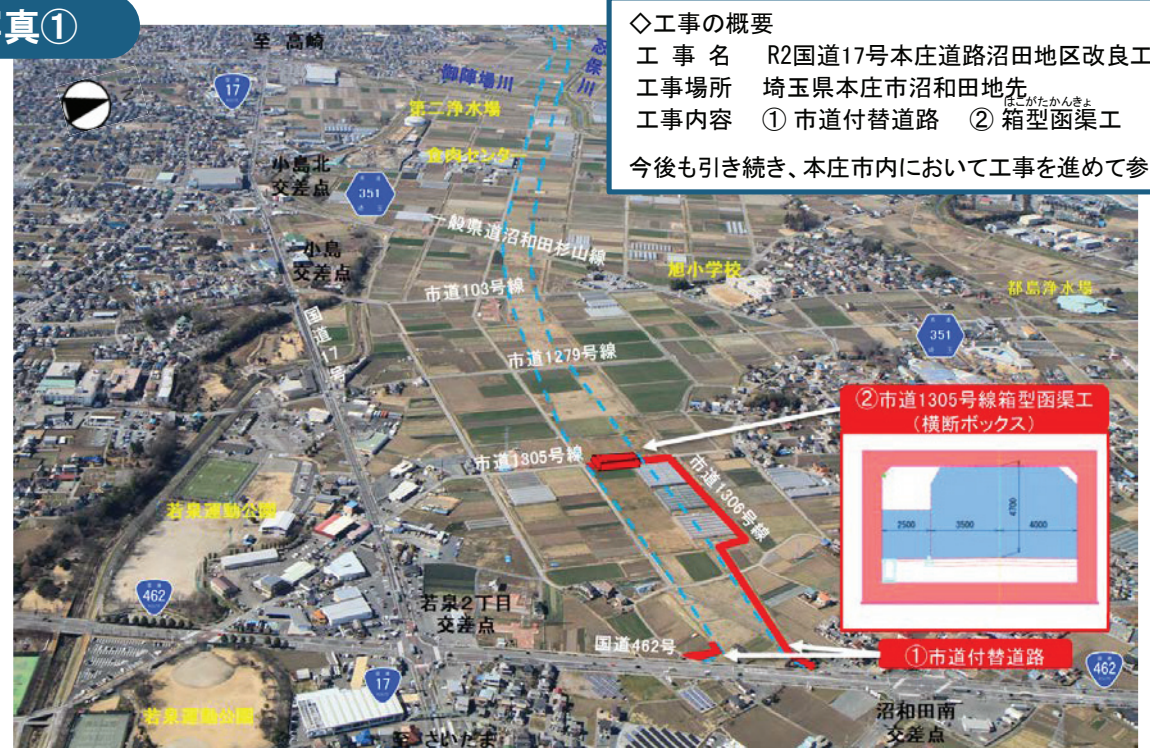 写真①
◇工事の概要
工 事 名 R2国道17号本庄道路沼田地区改良工
工事場所 埼玉県本庄市沼和田地先
はこがたかんきょ
工事内容 ① 市道付替道路 ② 箱型函渠工
今後も引き続き、本庄市内において工事を進めて参
至 高崎
17
御陣場川
忍保川
第二浄水場
食肉センター
小島北
交差点
351
一般県道沼和田杉山線
小島
交差点
旭小学校
市道103号線
都島浄水場
国道17号
351
市道1279号線
②市道1305号線箱型函渠工
(横断ボックス)
2500
3500
4700
4000
市道1305号線
市道1306号線
若泉運動公園
462
若泉2丁目
交差点
国道462号
①市道付替道路
462
17
若泉運動公園
沼和田南
交差点
至 さいたま